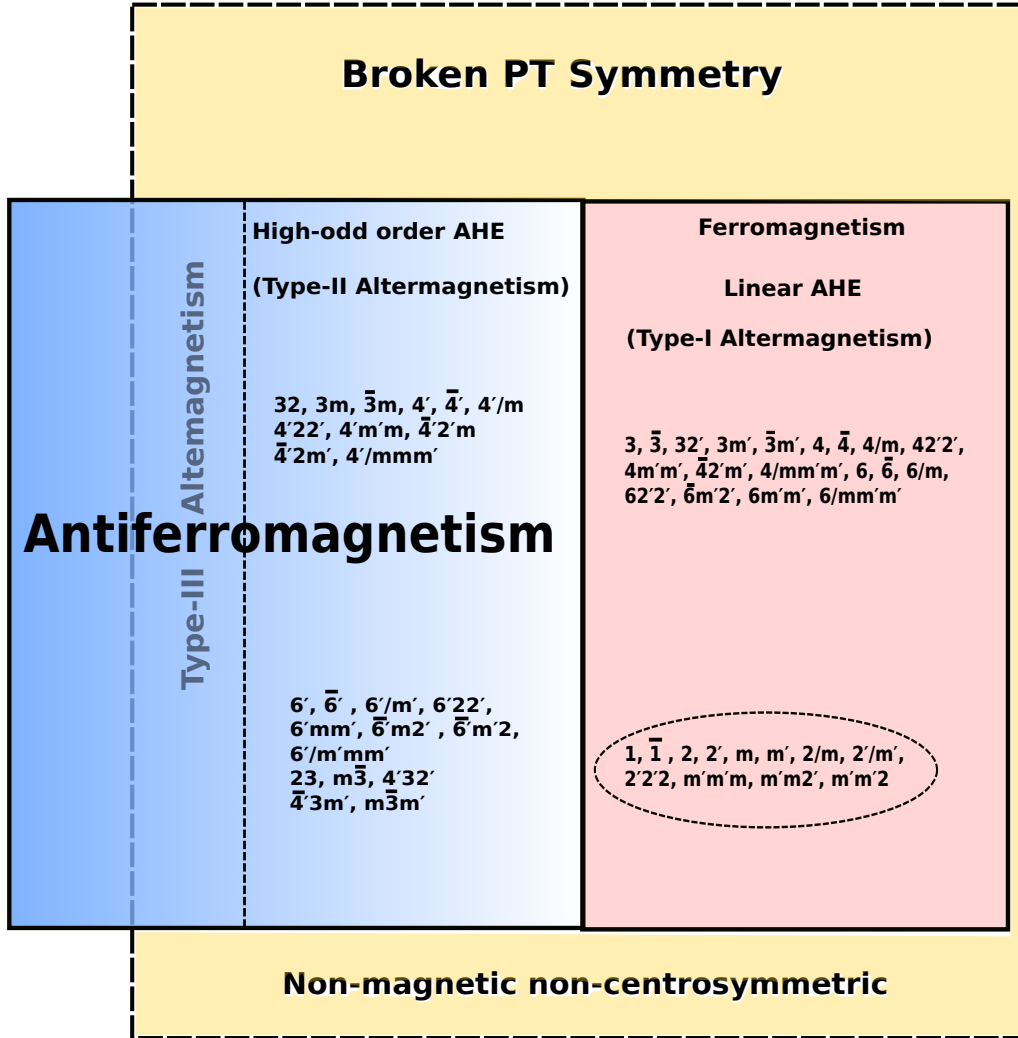 Broken PT Symmetry
High-odd order AHE
(Type-II Altermagnetism)
Ferromagnetism
Linear AHE
(Type-I Altermagnetism)
Type-III Altemagnetism
32, 3m, 3̅m, 4′, 4̅′, 4′/m
4′22′, 4′m′m, 4̅′2′m
4̅′2m′, 4′/mmm′
3, 3̅, 32′, 3m′, 3̅m′, 4, 4̅, 4/m, 42′2′,
4m′m′, 4̅2′m′, 4/mm′m′, 6, 6̅, 6/m,
62′2′, 6̅m′2′, 6m′m′, 6/mm′m′
Antiferromagnetism
6′, 6̅′ , 6′/m′, 6′22′,
6′mm′, 6̅′m2′ , 6̅′m′2,
6′/m′mm′
23, m3̅, 4′32′
4̅′3m′, m3̅m′
1, 1̅ , 2, 2′, m, m′, 2/m, 2′/m′,
2′2′2, m′m′m, m′m2′, m′m′2
Non-magnetic non-centrosymmetric